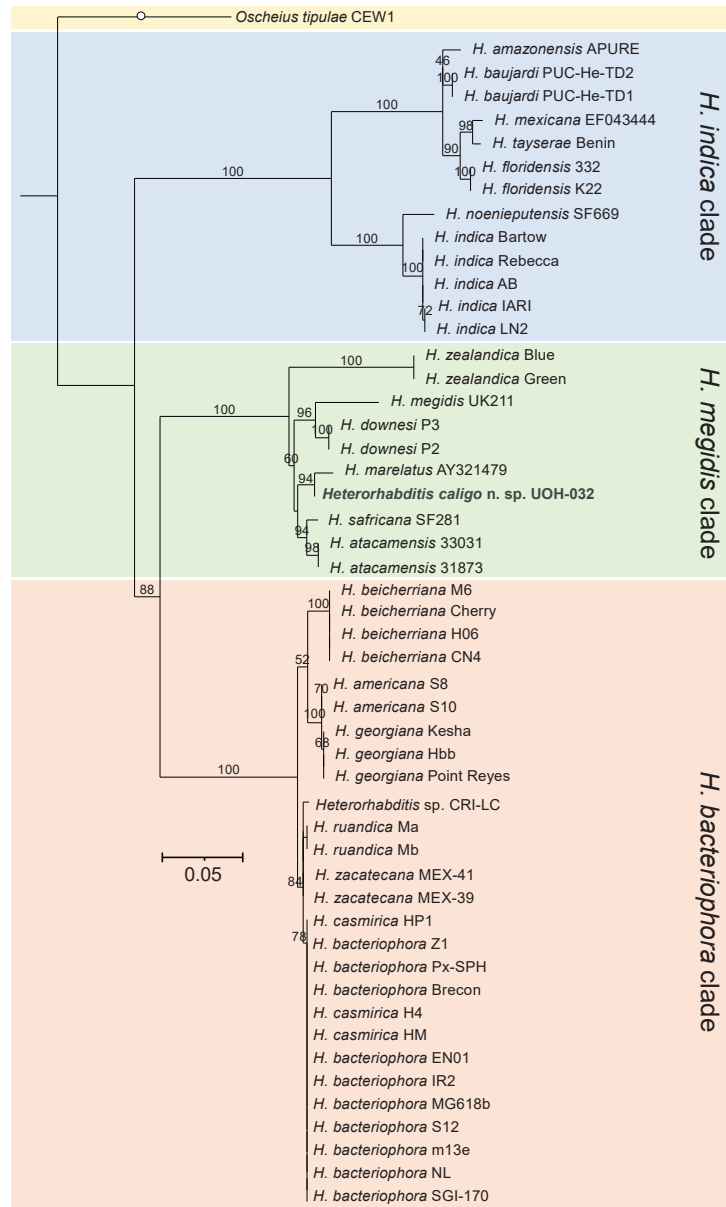 Oscheius tipulae CEW1
H. amazonensis APURE
46
H. baujardi PUC-He-TD2
100
H. baujardi PUC-He-TD1
100
H. mexicana EF043444
98
H. tayserae Benin
90
H. floridensis 332
100
H. floridensis K22
100
H. noenieputensis SF669
H. indica Bartow
100
H. indica Rebecca
100
H. indica AB
H. indica IARI
72
H. indica LN2
H. indica clade
H. zealandica Blue
100
H. zealandica Green
H. megidis UK211
96
100
H. downesi P3
100
H. downesi P2
60
H. marelatus AY321479
94
Heterorhabditis caligo n. sp. UOH-032
H. safricana SF281
94
H. atacamensis 33031
98
H. atacamensis 31873
H. megidis clade
88
H. beicherriana M6
100
H. beicherriana Cherry
H. beicherriana H06
H. beicherriana CN4
52
H. americana S8
70
H. americana S10
100
H. georgiana Kesha
68
H. georgiana Hbb
100
H. georgiana Point Reyes
Heterorhabditis sp. CRI-LC
H. ruandica Ma
H. ruandica Mb
0.05
H. zacatecana MEX-41
84
H. zacatecana MEX-39
H. casmirica HP1
78
H. bacteriophora Z1
H. bacteriophora Px-SPH
H. bacteriophora Brecon
H. casmirica H4
H. casmirica HM
H. bacteriophora EN01
H. bacteriophora IR2
H. bacteriophora MG618b
H. bacteriophora S12
H. bacteriophora m13e
H. bacteriophora NL
H. bacteriophora SGI-170
H. bacteriophora clade